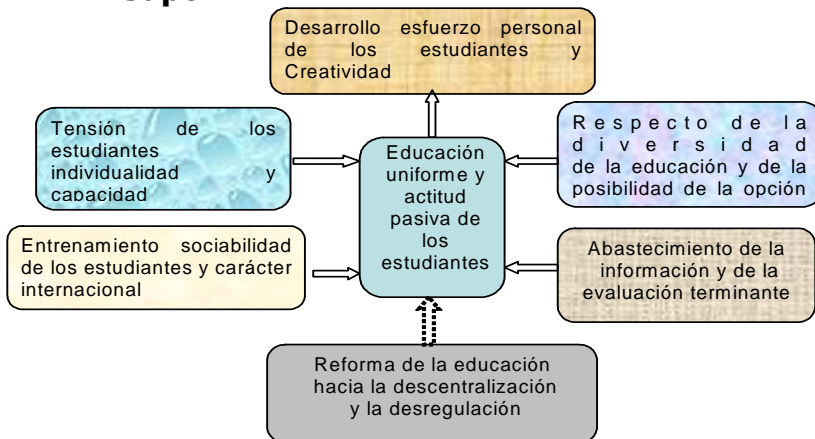 Desarrollo esfuerzo personal
de los estudiantes y
Creatividad
Tensión de los
estudiantes
individualidad y
capacidad
Educación
uniforme y
actitud
pasiva de
los
estudiantes
Respecto de la
diversidad
de la educación y de la
posibilidad de la opción
Entrenamiento sociabilidad
de los estudiantes y carácter
internacional
Abastecimiento de la
información y de la
evaluación terminante
Reforma de la educación
hacia la descentralización
y la desregulación